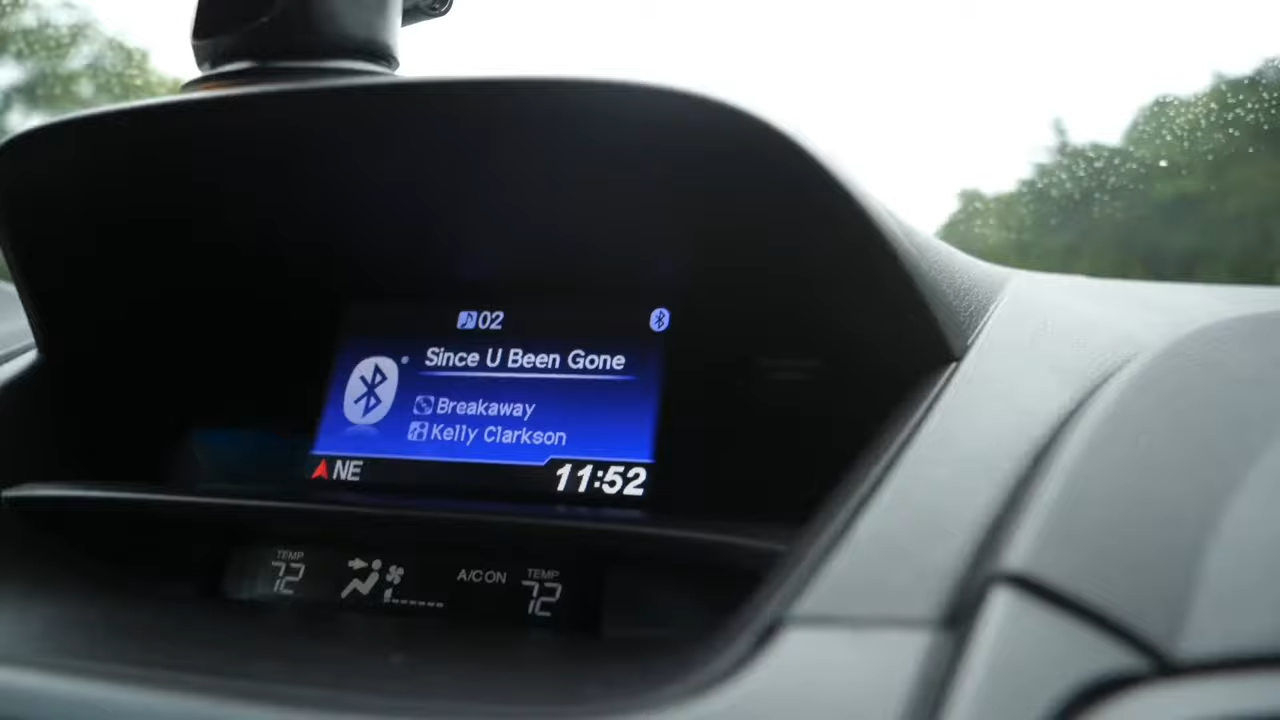 02
Since U Been Gone
Breakaway
Kelly Clarkson
NE
11:52
TEMP
72
A/C ON
TEMP
72